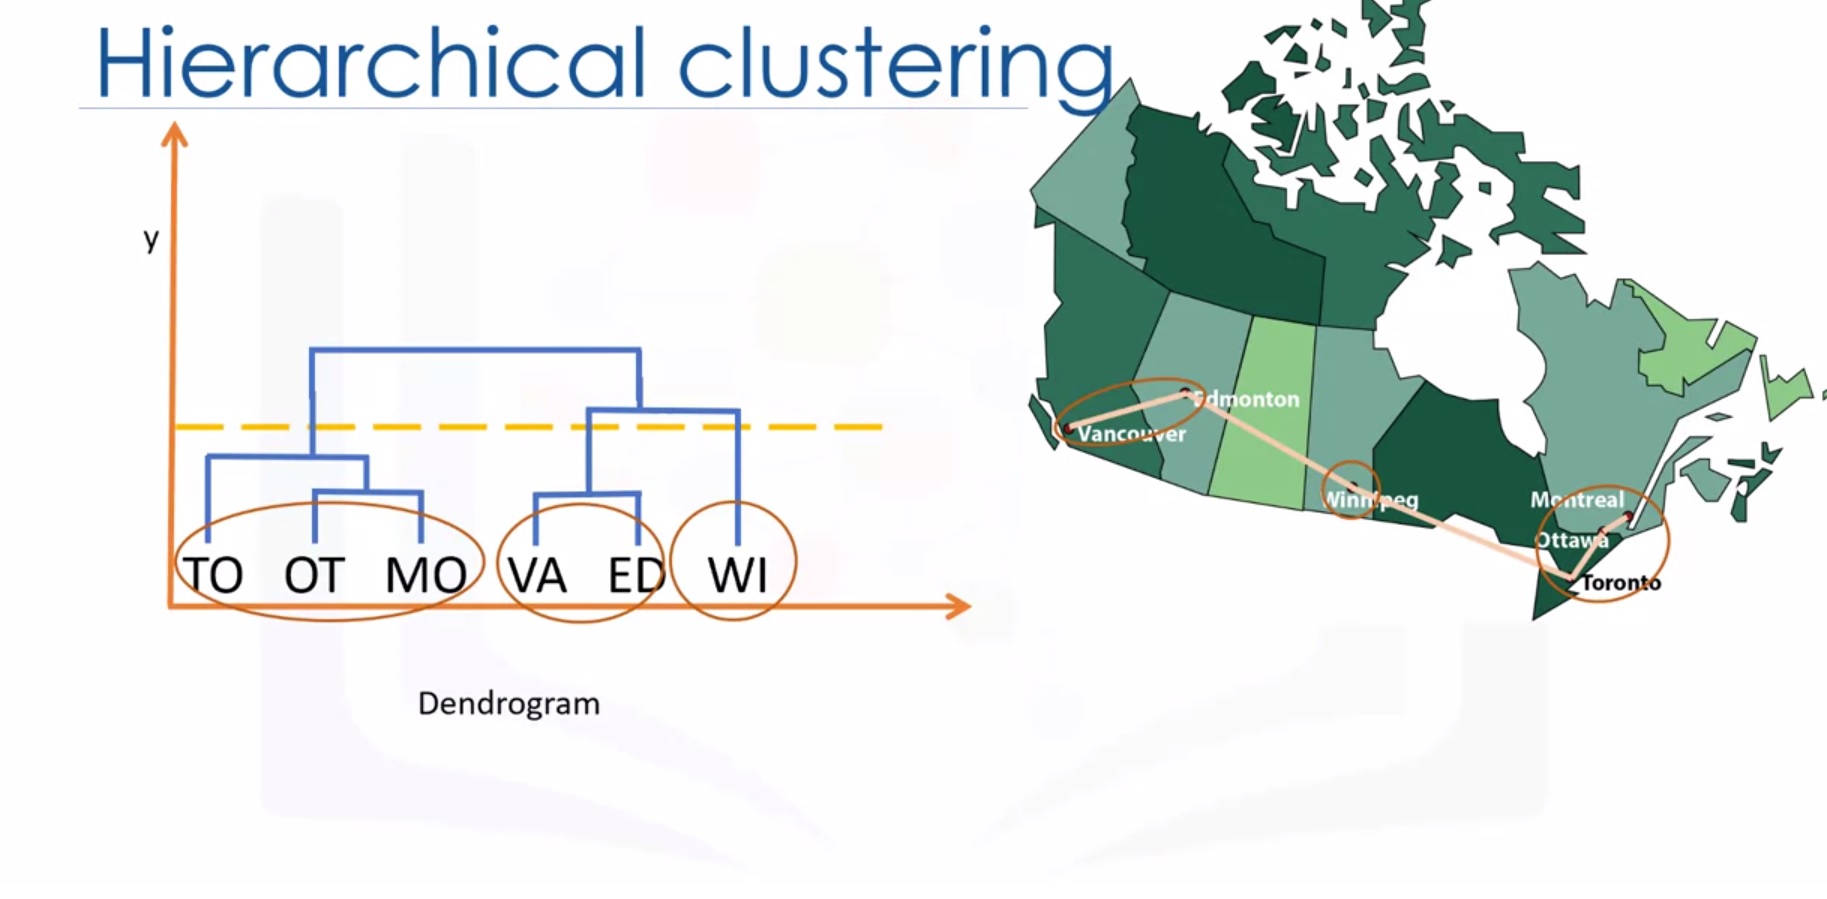 Hierarchical clustering
y
TO OT MO VA ED WI
Dendrogram
Edmonton
Vancouver
Winnipeg
Montreal
Ottawa
Toronto